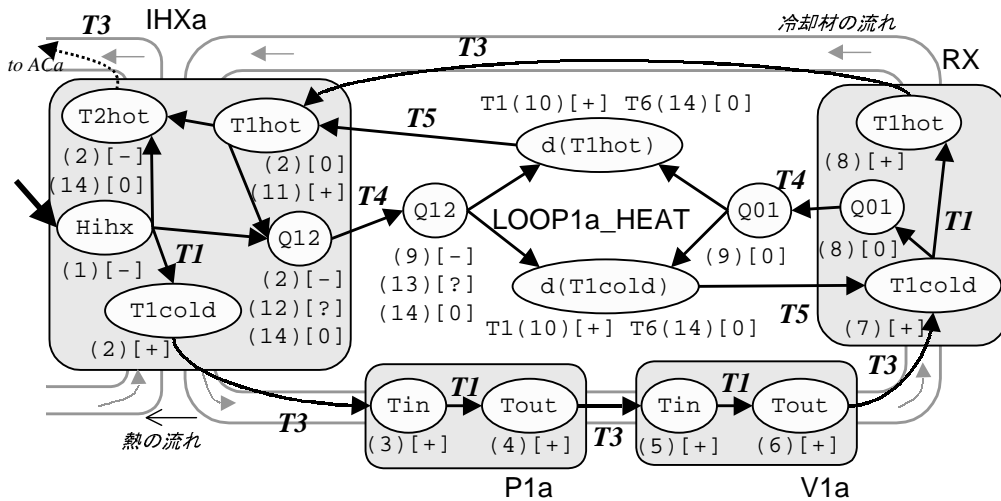 IHXa
T3
to ACa
冷却材の流れ
T3
RX
T2hot
T1hot
(2)[-]
(14)[0]
(2)[0]
(11)[+]
Hihx
(1)[-]
T1
Q12
(2)[-]
(12)[?]
(14)[0]
T1cold
(2)[+]
T4
T5
T1(10)[+] T6(14)[0]
d(T1hot)
Q12
(9)[-]
(13)[?]
(14)[0]
LOOP1a_HEAT
Q01
(9)[0]
T4
d(T1cold)
T1(10)[+] T6(14)[0]
T5
T1hot
(8)[+]
Q01
(8)[0]
T1
T1cold
(7)[+]
T3
熱の流れ
T3
Tin
T1
Tout
(3)[+]
(4)[+]
P1a
T3
Tin
T1
Tout
(5)[+]
(6)[+]
V1a